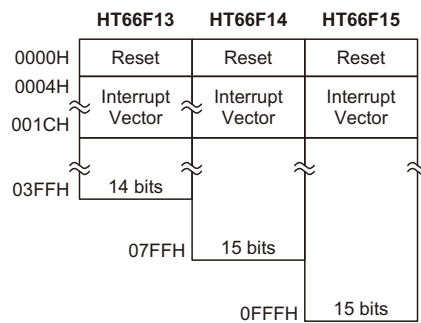 HT66F13 HT66F14 HT66F15
0000H Reset Reset Reset
0004H
Interrupt Interrupt Interrupt
Vector Vector Vector
001CH
03FFH 14 bits
07FFH 15 bits
0FFFH 15 bits